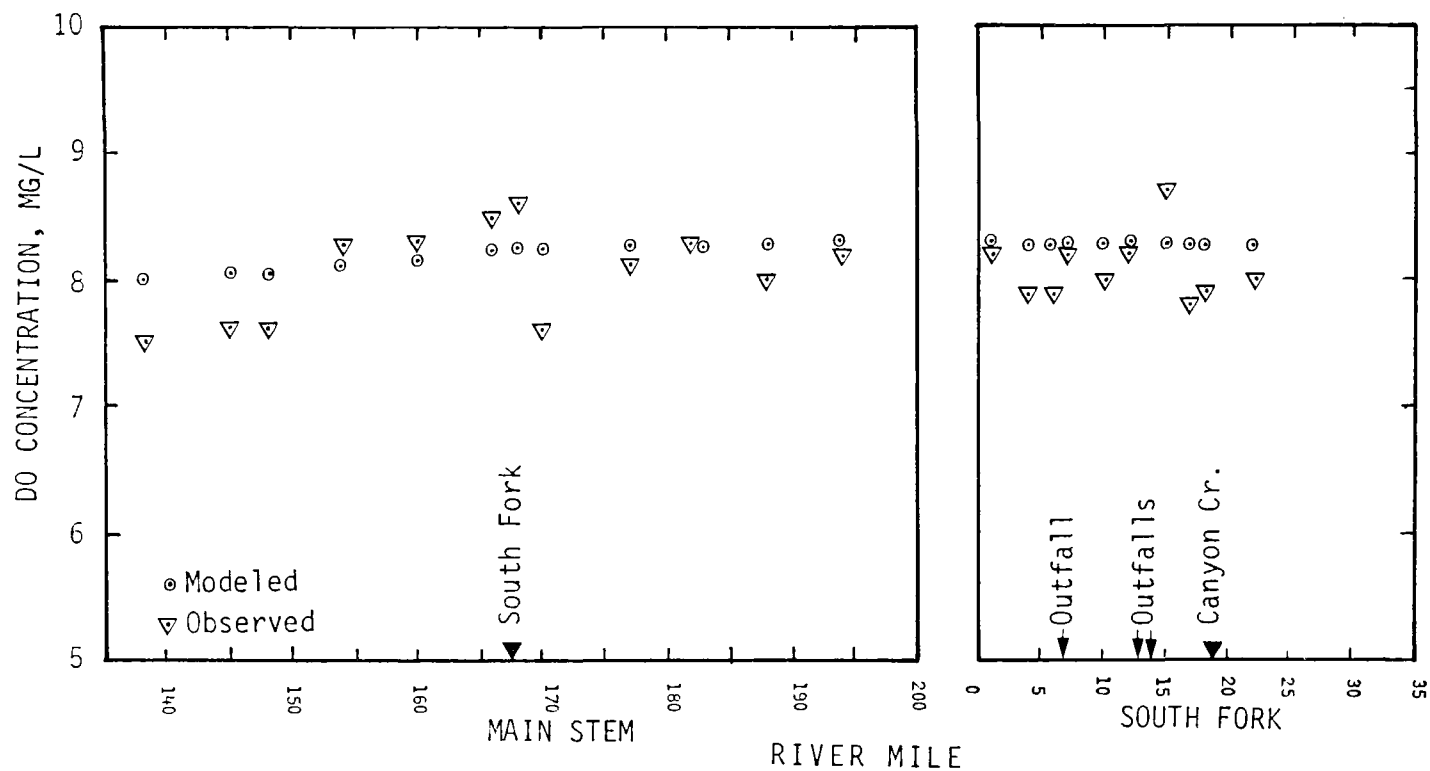 DO CONCENTRATION, MG/L
10
9
8
7
6
5
Modeled
Observed
South Fork
140
150
160
170
180
190
200
MAIN STEM
Outfall
Outfalls
Canyon Cr.
0
5
10
15
20
25
30
35
SOUTH FORK
RIVER MILE